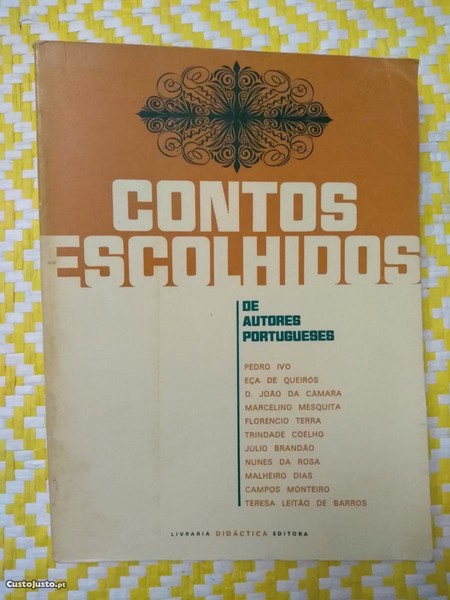 CONTOS
ESCOLHIDOS
DE
AUTORES
PORTUGUESES
PEDRO IVO
EÇA DE QUEIRÓS
D. JOÃO DA CÂMARA
MARCELINO MESQUITA
FLORENCIO TERRA
TRINDADE COELHO
JÚLIO BRANDÃO
NUNES DA ROSA
MALHEIRO DIAS
CAMPOS MONTEIRO
TERESA LEITÃO DE BARROS
LIVRARIA DIDÁCTICA EDITORA
CustoJusto.pt